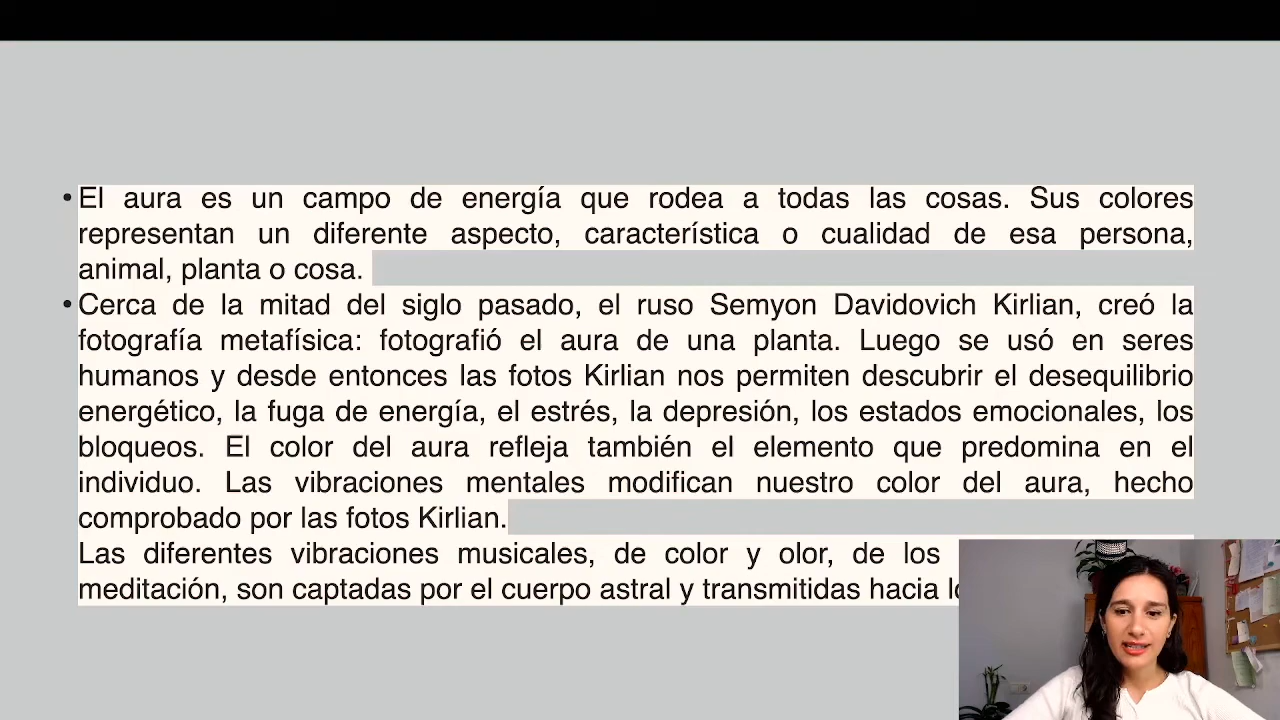 • El aura es un campo de energía que rodea a todas las cosas. Sus colores
representan un diferente aspecto, característica o cualidad de esa persona,
animal, planta o cosa.
• Cerca de la mitad del siglo pasado, el ruso Semyon Davidovich Kirlian, creó la
fotografía metafísica: fotografió el aura de una planta. Luego se usó en seres
humanos y desde entonces las fotos Kirlian nos permiten descubrir el desequilibrio
energético, la fuga de energía, el estrés, la depresión, los estados emocionales, los
bloqueos. El color del aura refleja también el elemento que predomina en el
individuo. Las vibraciones mentales modifican nuestro color del aura, hecho
comprobado por las fotos Kirlian.
Las diferentes vibraciones musicales, de color y olor, de los
meditación, son captadas por el cuerpo astral y transmitidas hacia